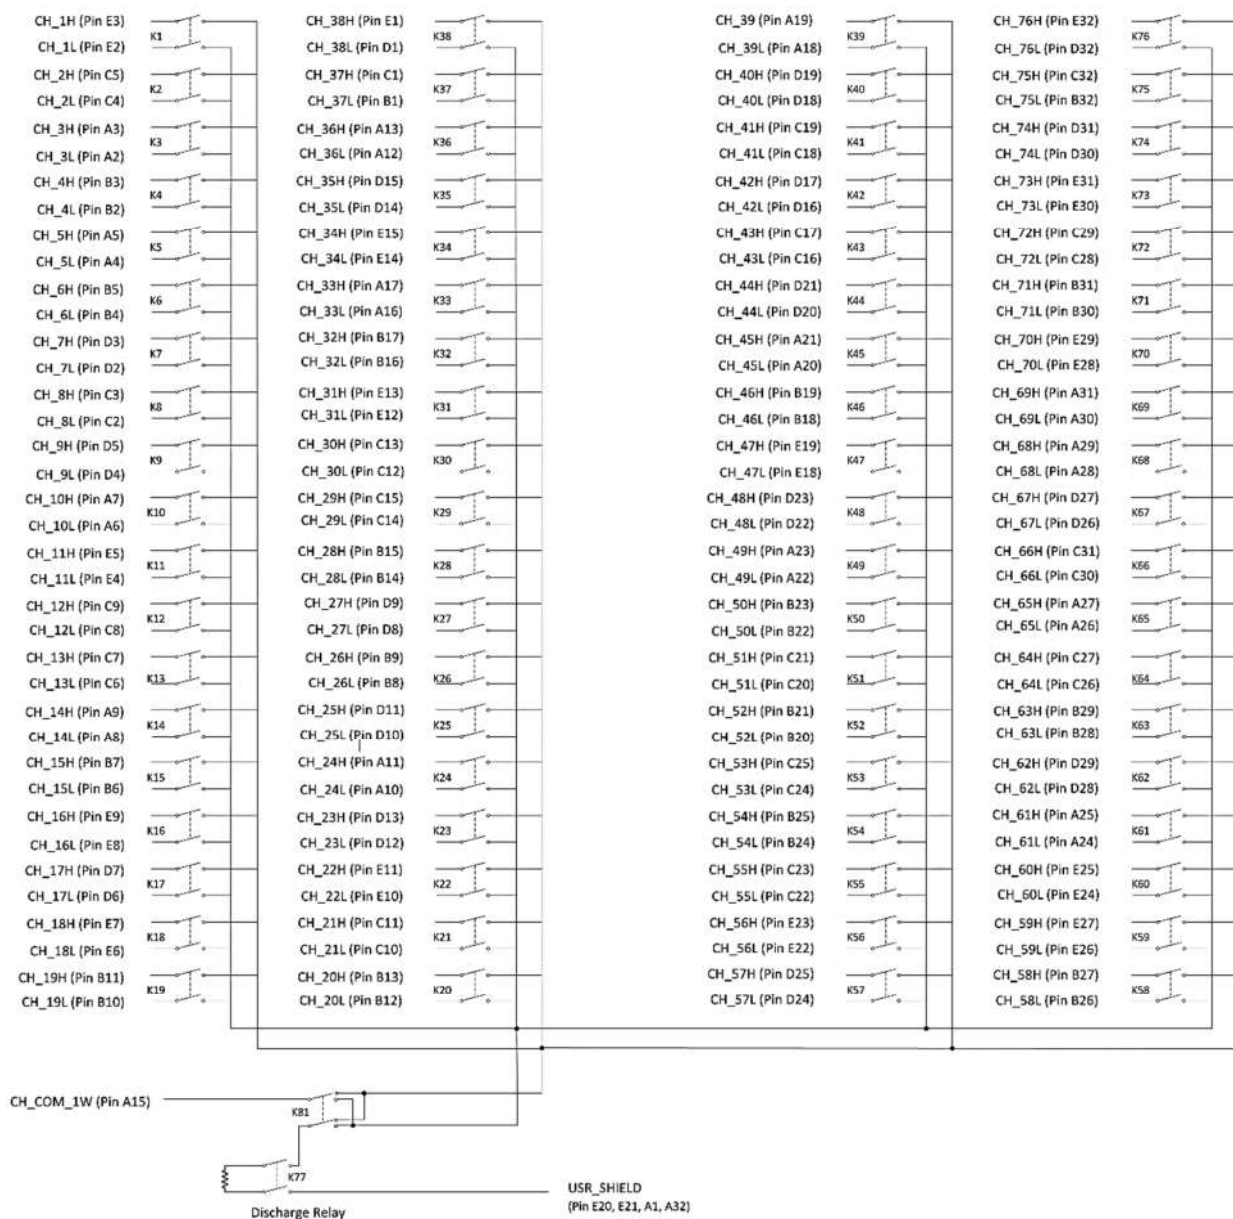 CH_1H (Pin E3)
K1
CH_1L (Pin E2)
CH_2H (Pin C5)
K2
CH_2L (Pin C4)
CH_3H (Pin A3)
K3
CH_3L (Pin A2)
CH_4H (Pin B3)
K4
CH_4L (Pin B2)
CH_5H (Pin A5)
K5
CH_5L (Pin A4)
CH_6H (Pin B5)
K6
CH_6L (Pin B4)
CH_7H (Pin D3)
K7
CH_7L (Pin D2)
CH_8H (Pin C3)
K8
CH_8L (Pin C2)
CH_9H (Pin D5)
K9
CH_9L (Pin D4)
CH_10H (Pin A7)
K10
CH_10L (Pin A6)
CH_11H (Pin E5)
K11
CH_11L (Pin E4)
CH_12H (Pin C9)
K12
CH_12L (Pin C8)
CH_13H (Pin C7)
K13
CH_13L (Pin C6)
CH_14H (Pin A9)
K14
CH_14L (Pin A8)
CH_15H (Pin B7)
K15
CH_15L (Pin B6)
CH_16H (Pin E9)
K16
CH_16L (Pin E8)
CH_17H (Pin D7)
K17
CH_17L (Pin D6)
CH_18H (Pin E7)
K18
CH_18L (Pin E6)
CH_19H (Pin B11)
K19
CH_19L (Pin B10)
CH_38H (Pin E1)
K38
CH_38L (Pin D1)
CH_37H (Pin C1)
K37
CH_37L (Pin B1)
CH_36H (Pin A13)
K36
CH_36L (Pin A12)
CH_35H (Pin D15)
K35
CH_35L (Pin D14)
CH_34H (Pin E15)
K34
CH_34L (Pin E14)
CH_33H (Pin A17)
K33
CH_33L (Pin A16)
CH_32H (Pin B17)
K32
CH_32L (Pin B16)
CH_31H (Pin E13)
K31
CH_31L (Pin E12)
CH_30H (Pin C13)
K30
CH_30L (Pin C12)
CH_29H (Pin C15)
K29
CH_29L (Pin C14)
CH_28H (Pin B15)
K28
CH_28L (Pin B14)
CH_27H (Pin D9)
K27
CH_27L (Pin D8)
CH_26H (Pin B9)
K26
CH_26L (Pin B8)
CH_25H (Pin D11)
K25
CH_25L (Pin D10)
CH_24H (Pin A11)
K24
CH_24L (Pin A10)
CH_23H (Pin D13)
K23
CH_23L (Pin D12)
CH_22H (Pin E11)
K22
CH_22L (Pin E10)
CH_21H (Pin C11)
K21
CH_21L (Pin C10)
CH_20H (Pin B13)
K20
CH_20L (Pin B12)
CH_39 (Pin A19)
K39
CH_39L (Pin A18)
CH_40H (Pin D19)
K40
CH_40L (Pin D18)
CH_41H (Pin C19)
K41
CH_41L (Pin C18)
CH_42H (Pin D17)
K42
CH_42L (Pin D16)
CH_43H (Pin C17)
K43
CH_43L (Pin C16)
CH_44H (Pin D21)
K44
CH_44L (Pin D20)
CH_45H (Pin A21)
K45
CH_45L (Pin A20)
CH_46H (Pin B19)
K46
CH_46L (Pin B18)
CH_47H (Pin E19)
K47
CH_47L (Pin E18)
CH_48H (Pin D23)
K48
CH_48L (Pin D22)
CH_49H (Pin A23)
K49
CH_49L (Pin A22)
CH_50H (Pin B23)
K50
CH_50L (Pin B22)
CH_51H (Pin C21)
K51
CH_51L (Pin C20)
CH_52H (Pin B21)
K52
CH_52L (Pin B20)
CH_53H (Pin C25)
K53
CH_53L (Pin C24)
CH_54H (Pin B25)
K54
CH_54L (Pin B24)
CH_55H (Pin C23)
K55
CH_55L (Pin C22)
CH_56H (Pin E23)
K56
CH_56L (Pin E22)
CH_57H (Pin D25)
K57
CH_57L (Pin D24)
CH_76H (Pin E32)
K76
CH_76L (Pin D32)
CH_75H (Pin C32)
K75
CH_75L (Pin B32)
CH_74H (Pin D31)
K74
CH_74L (Pin D30)
CH_73H (Pin E31)
K73
CH_73L (Pin E30)
CH_72H (Pin C29)
K72
CH_72L (Pin C28)
CH_71H (Pin B31)
K71
CH_71L (Pin B30)
CH_70H (Pin E29)
K70
CH_70L (Pin E28)
CH_69H (Pin A31)
K69
CH_69L (Pin A30)
CH_68H (Pin A29)
K68
CH_68L (Pin A28)
CH_67H (Pin D27)
K67
CH_67L (Pin D26)
CH_66H (Pin C31)
K66
CH_66L (Pin C30)
CH_65H (Pin A27)
K65
CH_65L (Pin A26)
CH_64H (Pin C27)
K64
CH_64L (Pin C26)
CH_63H (Pin B29)
K63
CH_63L (Pin B28)
CH_62H (Pin D29)
K62
CH_62L (Pin D28)
CH_61H (Pin A25)
K61
CH_61L (Pin A24)
CH_60H (Pin E25)
K60
CH_60L (Pin E24)
CH_59H (Pin E27)
K59
CH_59L (Pin E26)
CH_58H (Pin B27)
K58
CH_58L (Pin B26)
CH_COM_1W (Pin A15)
K81
K77
USR_SHIELD
(Pin E20, E21, A1, A32)
Discharge Relay